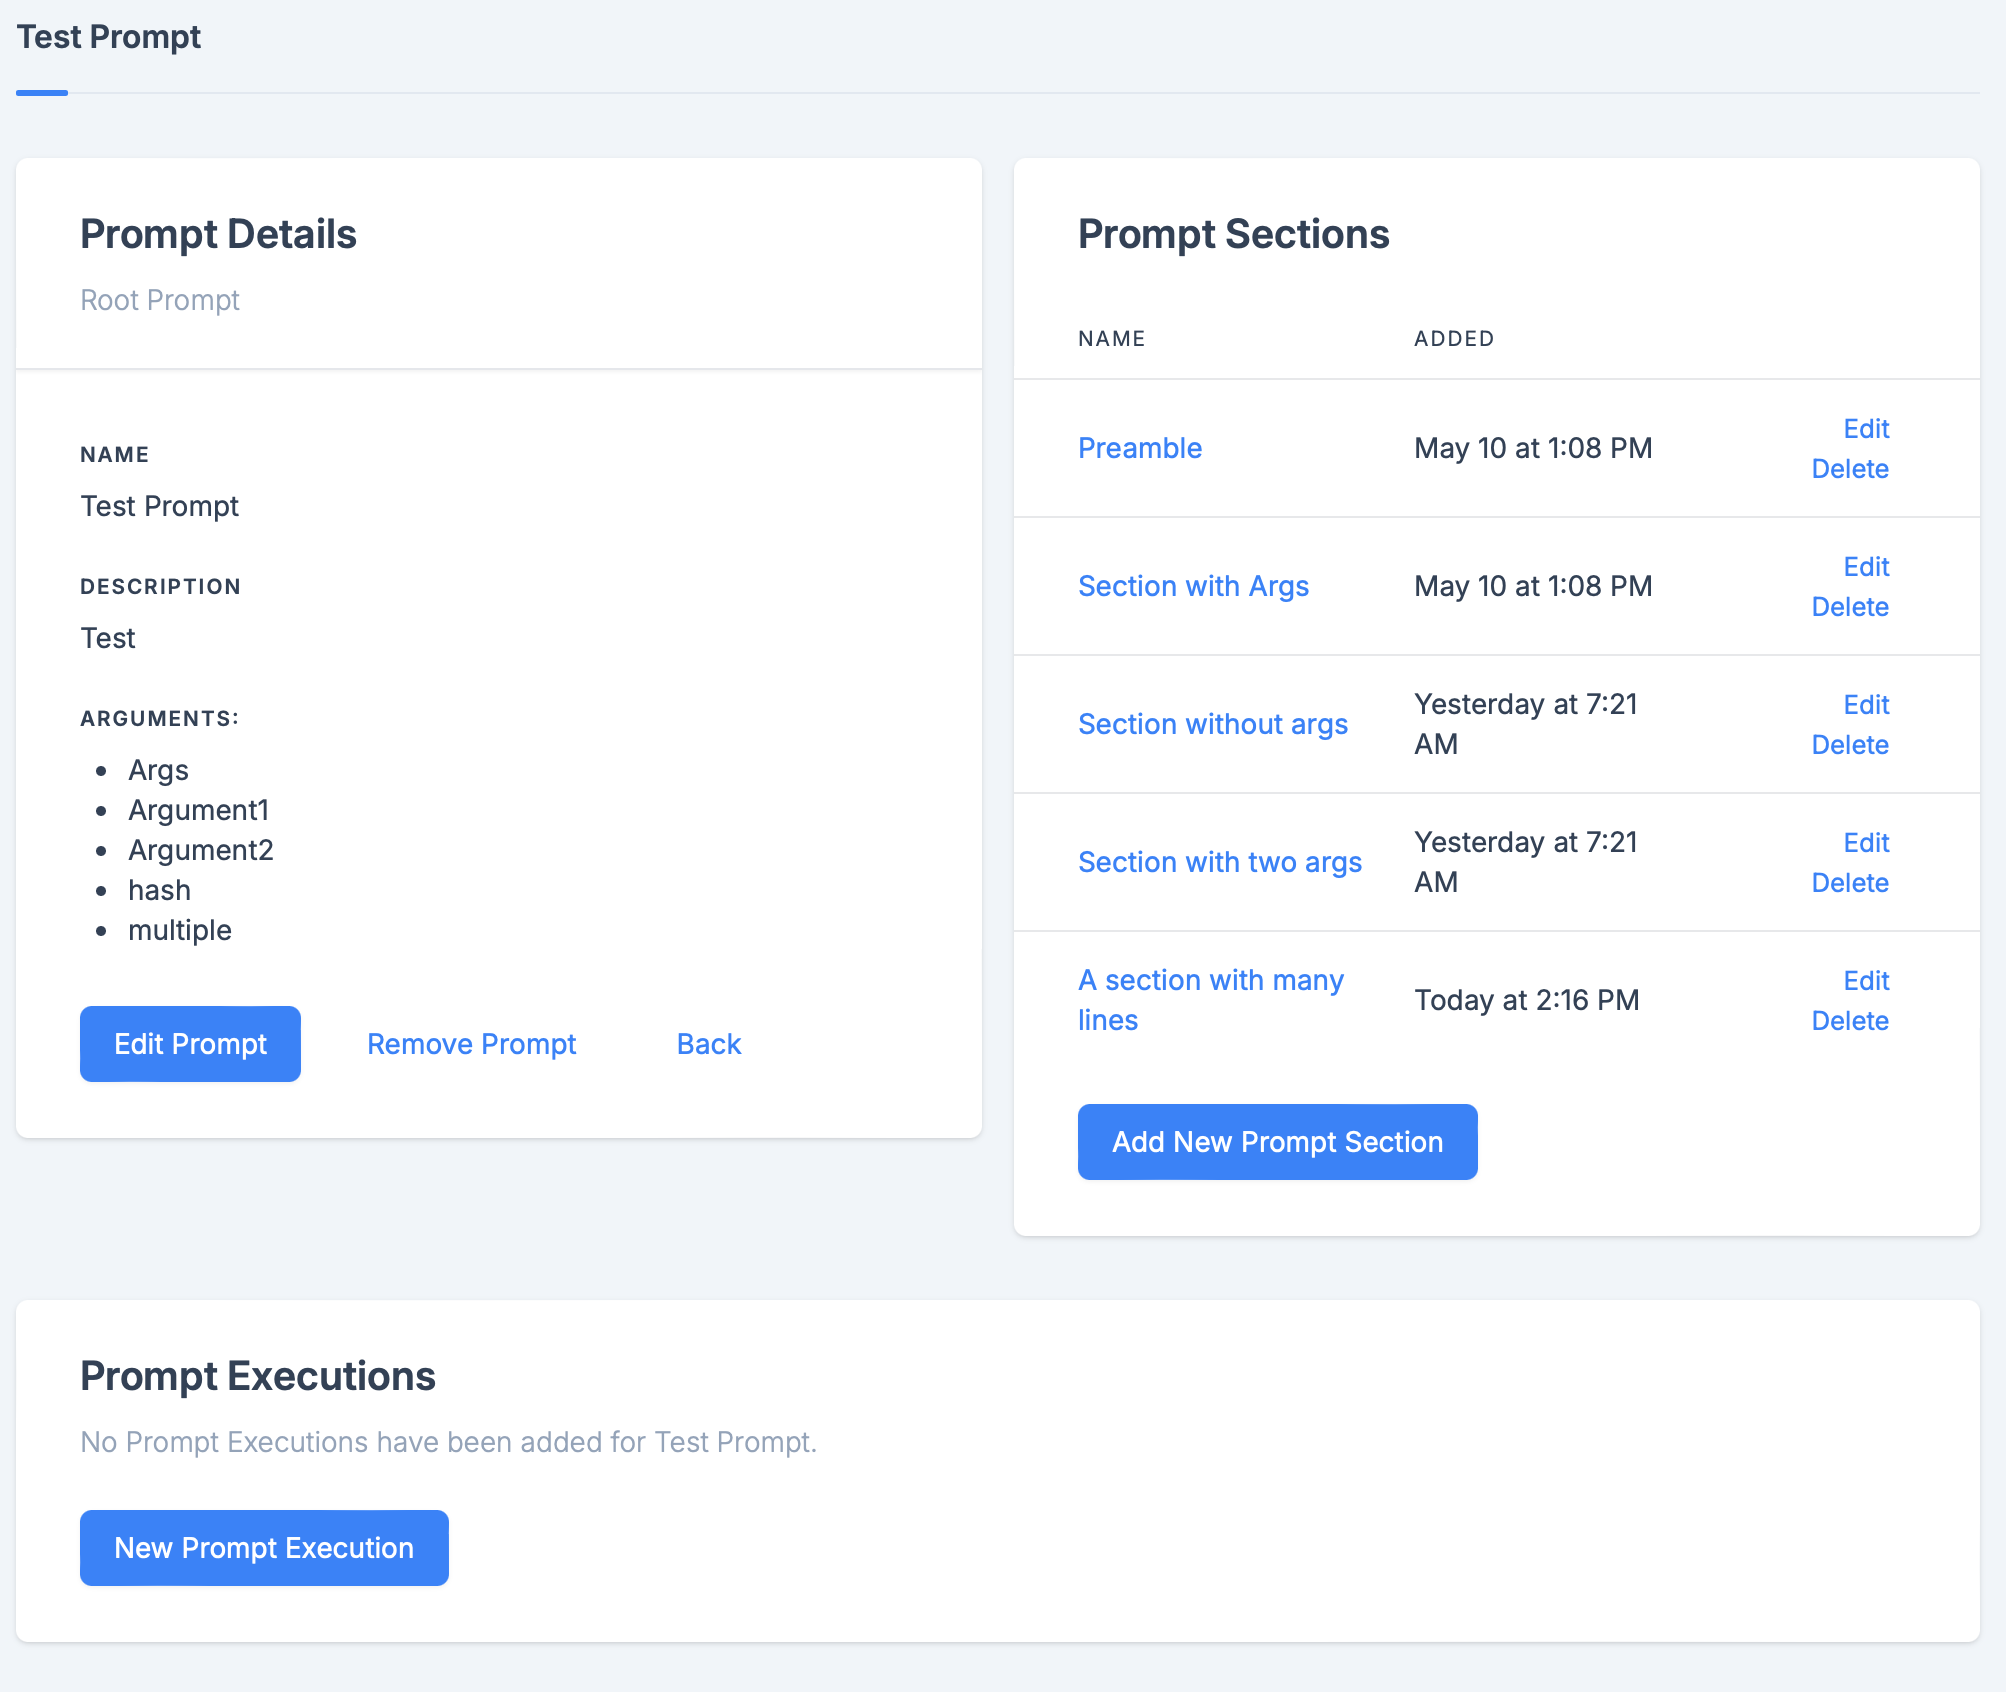 Test Prompt
Prompt Details
Root Prompt
NAME
Test Prompt
DESCRIPTION
Test
ARGUMENTS:
Args
Argument1
Argument2
hash
multiple
Edit Prompt
Remove Prompt
Back
Prompt Sections
NAME ADDED
Preamble May 10 at 1:08 PM Edit
Delete
Section with Args May 10 at 1:08 PM Edit
Delete
Section without args Yesterday at 7:21 Edit
AM Delete
Section with two args Yesterday at 7:21 Edit
AM Delete
A section with many Today at 2:16 PM Edit
lines Delete
Add New Prompt Section
Prompt Executions
No Prompt Executions have been added for Test Prompt.
New Prompt Execution